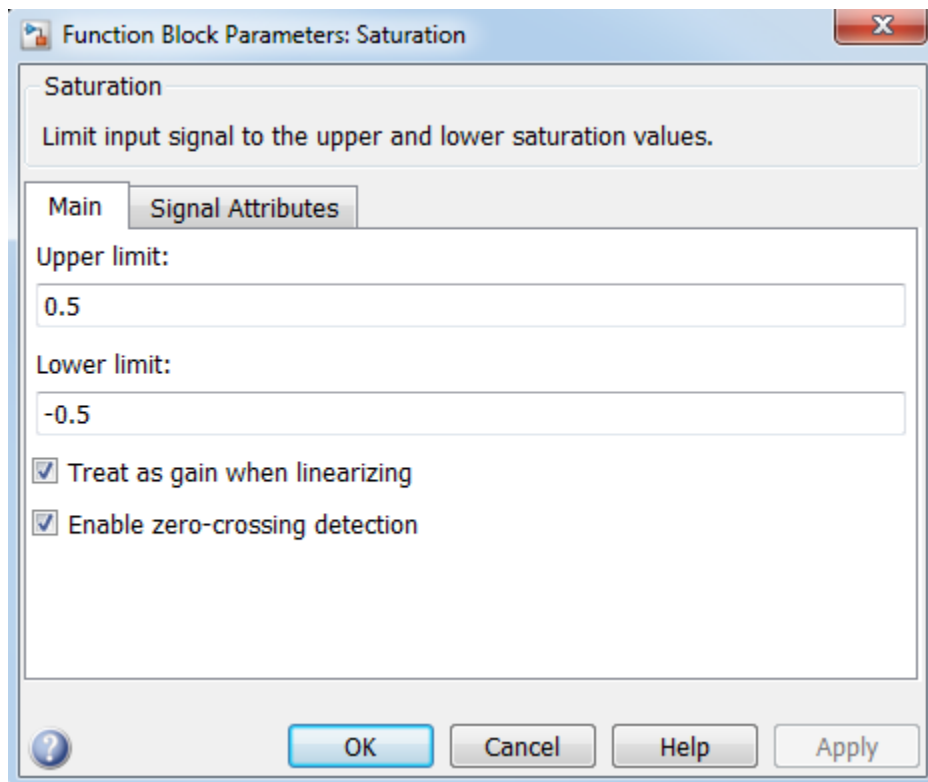 Function Block Parameters: Saturation
Saturation
Limit input signal to the upper and lower saturation values.
Main Signal Attributes
Upper limit:
0.5
Lower limit:
-0.5
Treat as gain when linearizing
Enable zero-crossing detection
OK Cancel Help Apply